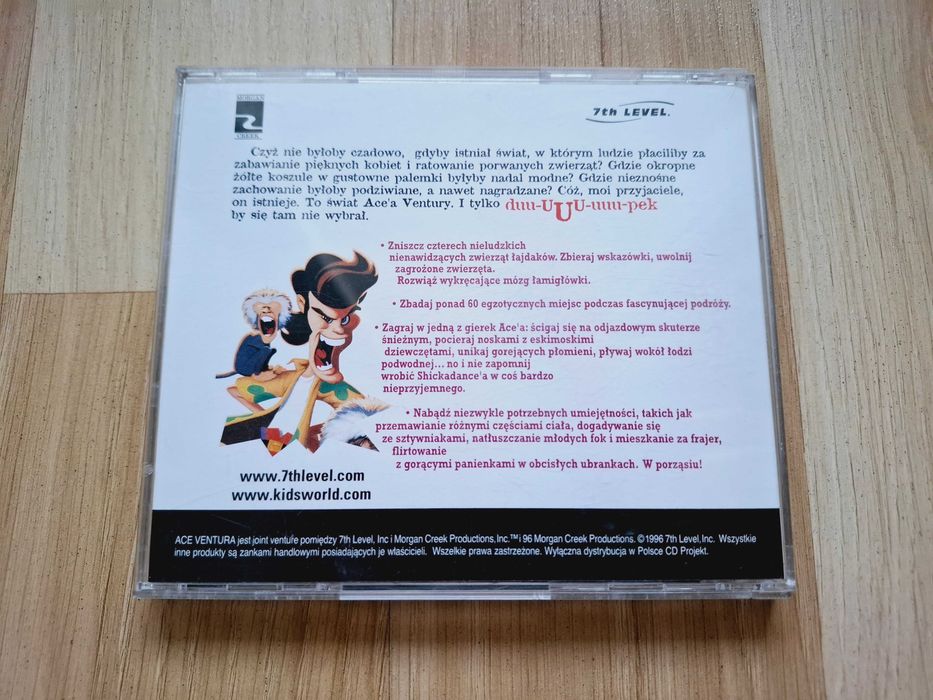 MORGAN
CREEK
7th LEVEL.
Czyż nie byłoby czadowo, gdyby istniał świat, w którym ludzie płaciliby za
zabawianie pięknych kobiet i ratowanie porwanych zwierząt? Gdzie okropne
żółte koszule w gustowne palemki byłyby nadal modne? Gdzie nieznośne
zachowanie byłoby podziwiane, a nawet nagradzane? Cóż, moi przyjaciele,
on istnieje. To świat Ace'a Ventury. I tylko duu-UUU-uuu-pek
by się tam nie wybrał.
• Zniszcz czterech nieludzkich
nienawidzących zwierząt łajdaków. Zbieraj wskazówki, uwolnij
zagrożone zwierzęta.
Rozwiąż wykręcające mózg łamigłówki.
• Zbadaj ponad 60 egzotycznych miejsc podczas fascynującej podróży.
• Zagraj w jedną z gierek Ace'a: ścigaj się na odjazdowym skuterze
śnieżnym, pocieraj noskami z eskimoskimi
dziewczętami, unikaj gorejących płomieni, pływaj wokół łodzi
podwodnej... no i nie zapomnij
wrobić Shickadance'a w coś bardzo
nieprzyjemnego.
• Nabądź niezwykle potrzebnych umiejętności, takich jak
przemawianie różnymi częściami ciała, dogadywanie się
ze sztywniakami, natłuszczanie młodych fok i mieszkanie za frajer,
flirtowanie
z gorącymi panienkami w obcisłych ubrankach. W porząsiu!
www.7thlevel.com
www.kidsworld.com
ACE VENTURA jest joint venture pomiędzy 7th Level, Inc i Morgan Creek Productions, Inc.™ i 96 Morgan Creek Productions. ©1996 7th Level, Inc. Wszystkie
inne produkty są zankami handlowymi posiadających je właścicieli. Wszelkie prawa zastrzeżone. Wyłączna dystrybucja w Polsce CD Projekt.